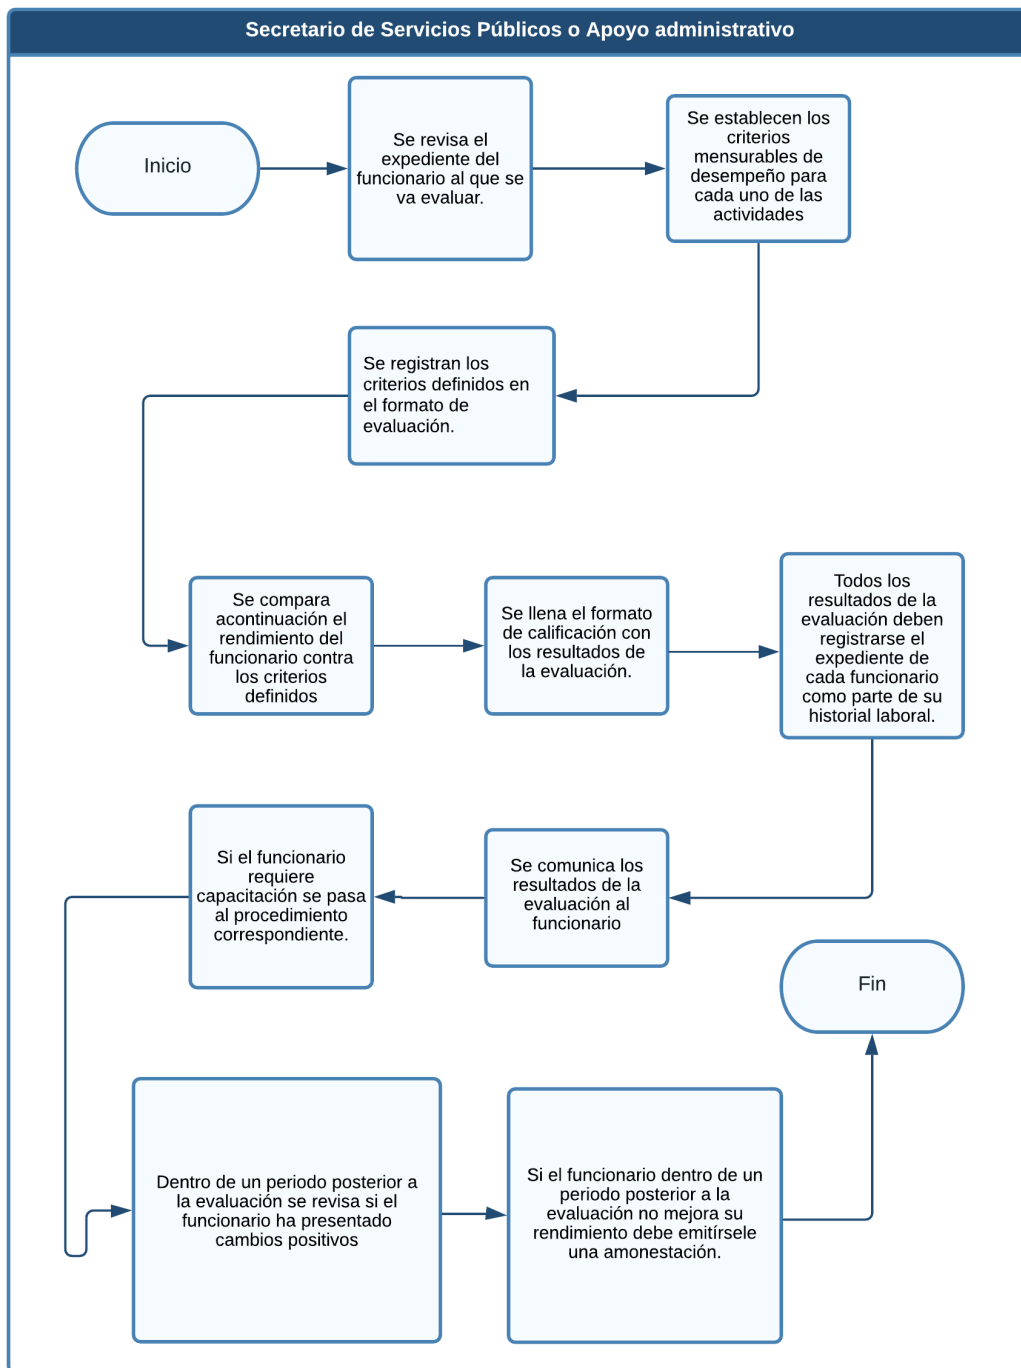 Secretario de Servicios Públicos o Apoyo administrativo
Inicio
Se revisa el
expediente del
funcionario al que se
va evaluar.
Se establecen los
criterios
mensurables de
desempeño para
cada uno de las
actividades
Se registran los
criterios definidos en
el formato de
evaluación.
Se compara
acontinuación el
rendimiento del
funcionario contra
los criterios
definidos
Se llena el formato
de calificación con
los resultados de
la evaluación.
Todos los
resultados de la
evaluación deben
registrarse el
expediente de
cada funcionario
como parte de su
historial laboral.
Se comunica los
resultados de la
evaluación al
funcionario
Si el funcionario
requiere
capacitación se pasa
al procedimiento
correspondiente.
Dentro de un periodo posterior a
la evaluación se revisa si el
funcionario ha presentado
cambios positivos
Si el funcionario dentro de un
periodo posterior a la
evaluación no mejora su
rendimiento debe emitírsele
una amonestación.
Fin